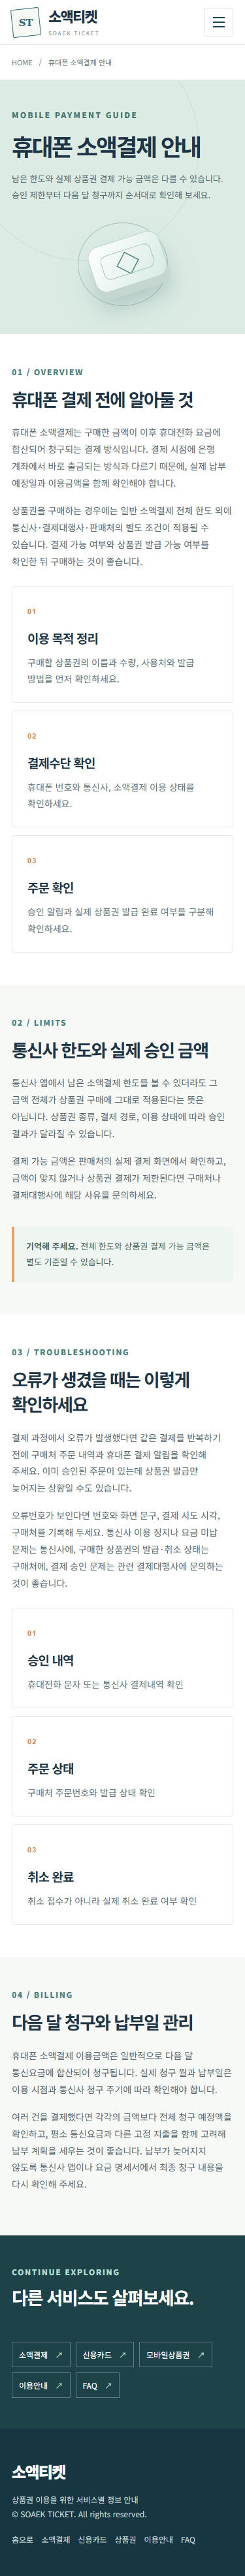 ST
소액티켓
SOAEK TICKET
HOME / 휴대폰 소액결제 안내
MOBILE PAYMENT GUIDE
휴대폰 소액결제 안내
남은 한도와 실제 상품권 결제 가능 금액은 다를 수 있습니다.
승인 제한부터 다음 달 청구까지 순서대로 확인해 보세요.
01 / OVERVIEW
휴대폰 결제 전에 알아둘 것
휴대폰 소액결제는 구매한 금액이 이후 휴대전화 요금에
합산되어 청구되는 결제 방식입니다. 결제 시점에 은행
계좌에서 바로 출금되는 방식과 다르기 때문에, 실제 납부
예정일과 이용금액을 함께 확인해야 합니다.
상품권을 구매하는 경우에는 일반 소액결제 전체 한도 외에
통신사·결제대행사·판매처의 별도 조건이 적용될 수
있습니다. 결제 가능 여부와 상품권 발급 가능 여부를
확인한 뒤 구매하는 것이 좋습니다.
01
이용 목적 정리
구매할 상품권의 이름과 수량, 사용처와 발급
방법을 먼저 확인하세요.
02
결제수단 확인
휴대폰 번호와 통신사, 소액결제 이용 상태를
확인하세요.
03
주문 확인
승인 알림과 실제 상품권 발급 완료 여부를 구분해
확인하세요.
02 / LIMITS
통신사 한도와 실제 승인 금액
통신사 앱에서 남은 소액결제 한도를 볼 수 있더라도 그
금액 전체가 상품권 구매에 그대로 적용된다는 뜻은
아닙니다. 상품권 종류, 결제 경로, 이용 상태에 따라 승인
결과가 달라질 수 있습니다.
결제 가능 금액은 판매처의 실제 결제 화면에서 확인하고,
금액이 맞지 않거나 상품권 결제가 제한된다면 구매처나
결제대행사에 해당 사유를 문의하세요.
기억해 주세요. 전체 한도와 상품권 결제 가능 금액은
별도 기준일 수 있습니다.
03 / TROUBLESHOOTING
오류가 생겼을 때는 이렇게
확인하세요
결제 과정에서 오류가 발생했다면 같은 결제를 반복하기
전에 구매처 주문 내역과 휴대폰 결제 알림을 확인해
주세요. 이미 승인된 주문이 있는데 상품권 발급만
늦어지는 상황일 수도 있습니다.
오류번호가 보인다면 번호와 화면 문구, 결제 시도 시각,
구매처를 기록해 두세요. 통신사 이용 정지나 요금 미납
문제는 통신사에, 구매한 상품권의 발급·취소 상태는
구매처에, 결제 승인 문제는 관련 결제대행사에 문의하는
것이 좋습니다.
01
승인 내역
휴대전화 문자 또는 통신사 결제내역 확인
02
주문 상태
구매처 주문번호와 발급 상태 확인
03
취소 완료
취소 접수가 아니라 실제 취소 완료 여부 확인
04 / BILLING
다음 달 청구와 납부일 관리
휴대폰 소액결제 이용금액은 일반적으로 다음 달
통신요금에 합산되어 청구됩니다. 실제 청구 월과 납부일은
이용 시점과 통신사 청구 주기에 따라 확인해야 합니다.
여러 건을 결제했다면 각각의 금액보다 전체 청구 예정액을
확인하고, 평소 통신요금과 다른 고정 지출을 함께 고려해
납부 계획을 세우는 것이 좋습니다. 납부가 늦어지지
않도록 통신사 앱이나 요금 명세서에서 최종 청구 내용을
다시 확인해 주세요.
CONTINUE EXPLORING
다른 서비스도 살펴보세요.
소액결제 ↗ 신용카드 ↗ 모바일상품권 ↗
이용안내 ↗ FAQ ↗
소액티켓
상품권 이용을 위한 서비스별 정보 안내
© SOAEK TICKET. All rights reserved.
홈으로 소액결제 신용카드 상품권 이용안내 FAQ